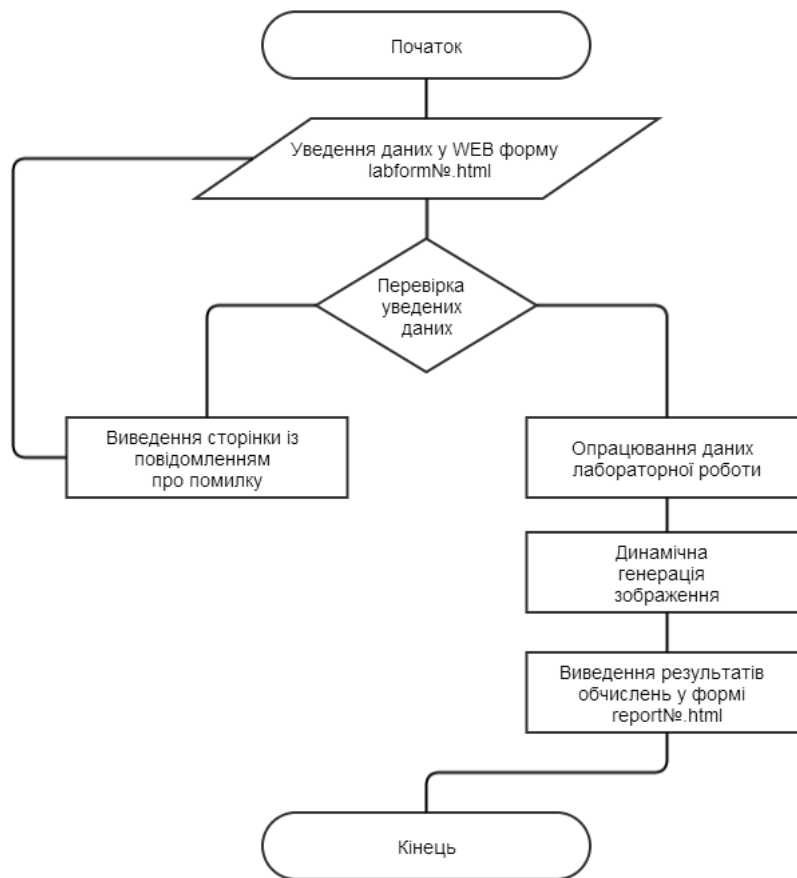 Початок
Уведення даних у WEB форму
labform№.html
Перевірка
уведених
даних
Виведення сторінки із
повідомленням
про помилку
Опрацювання даних
лабораторної роботи
Динамічна
генерація
зображення
Виведення результатів
обчислень у формі
report№.html
Кінець